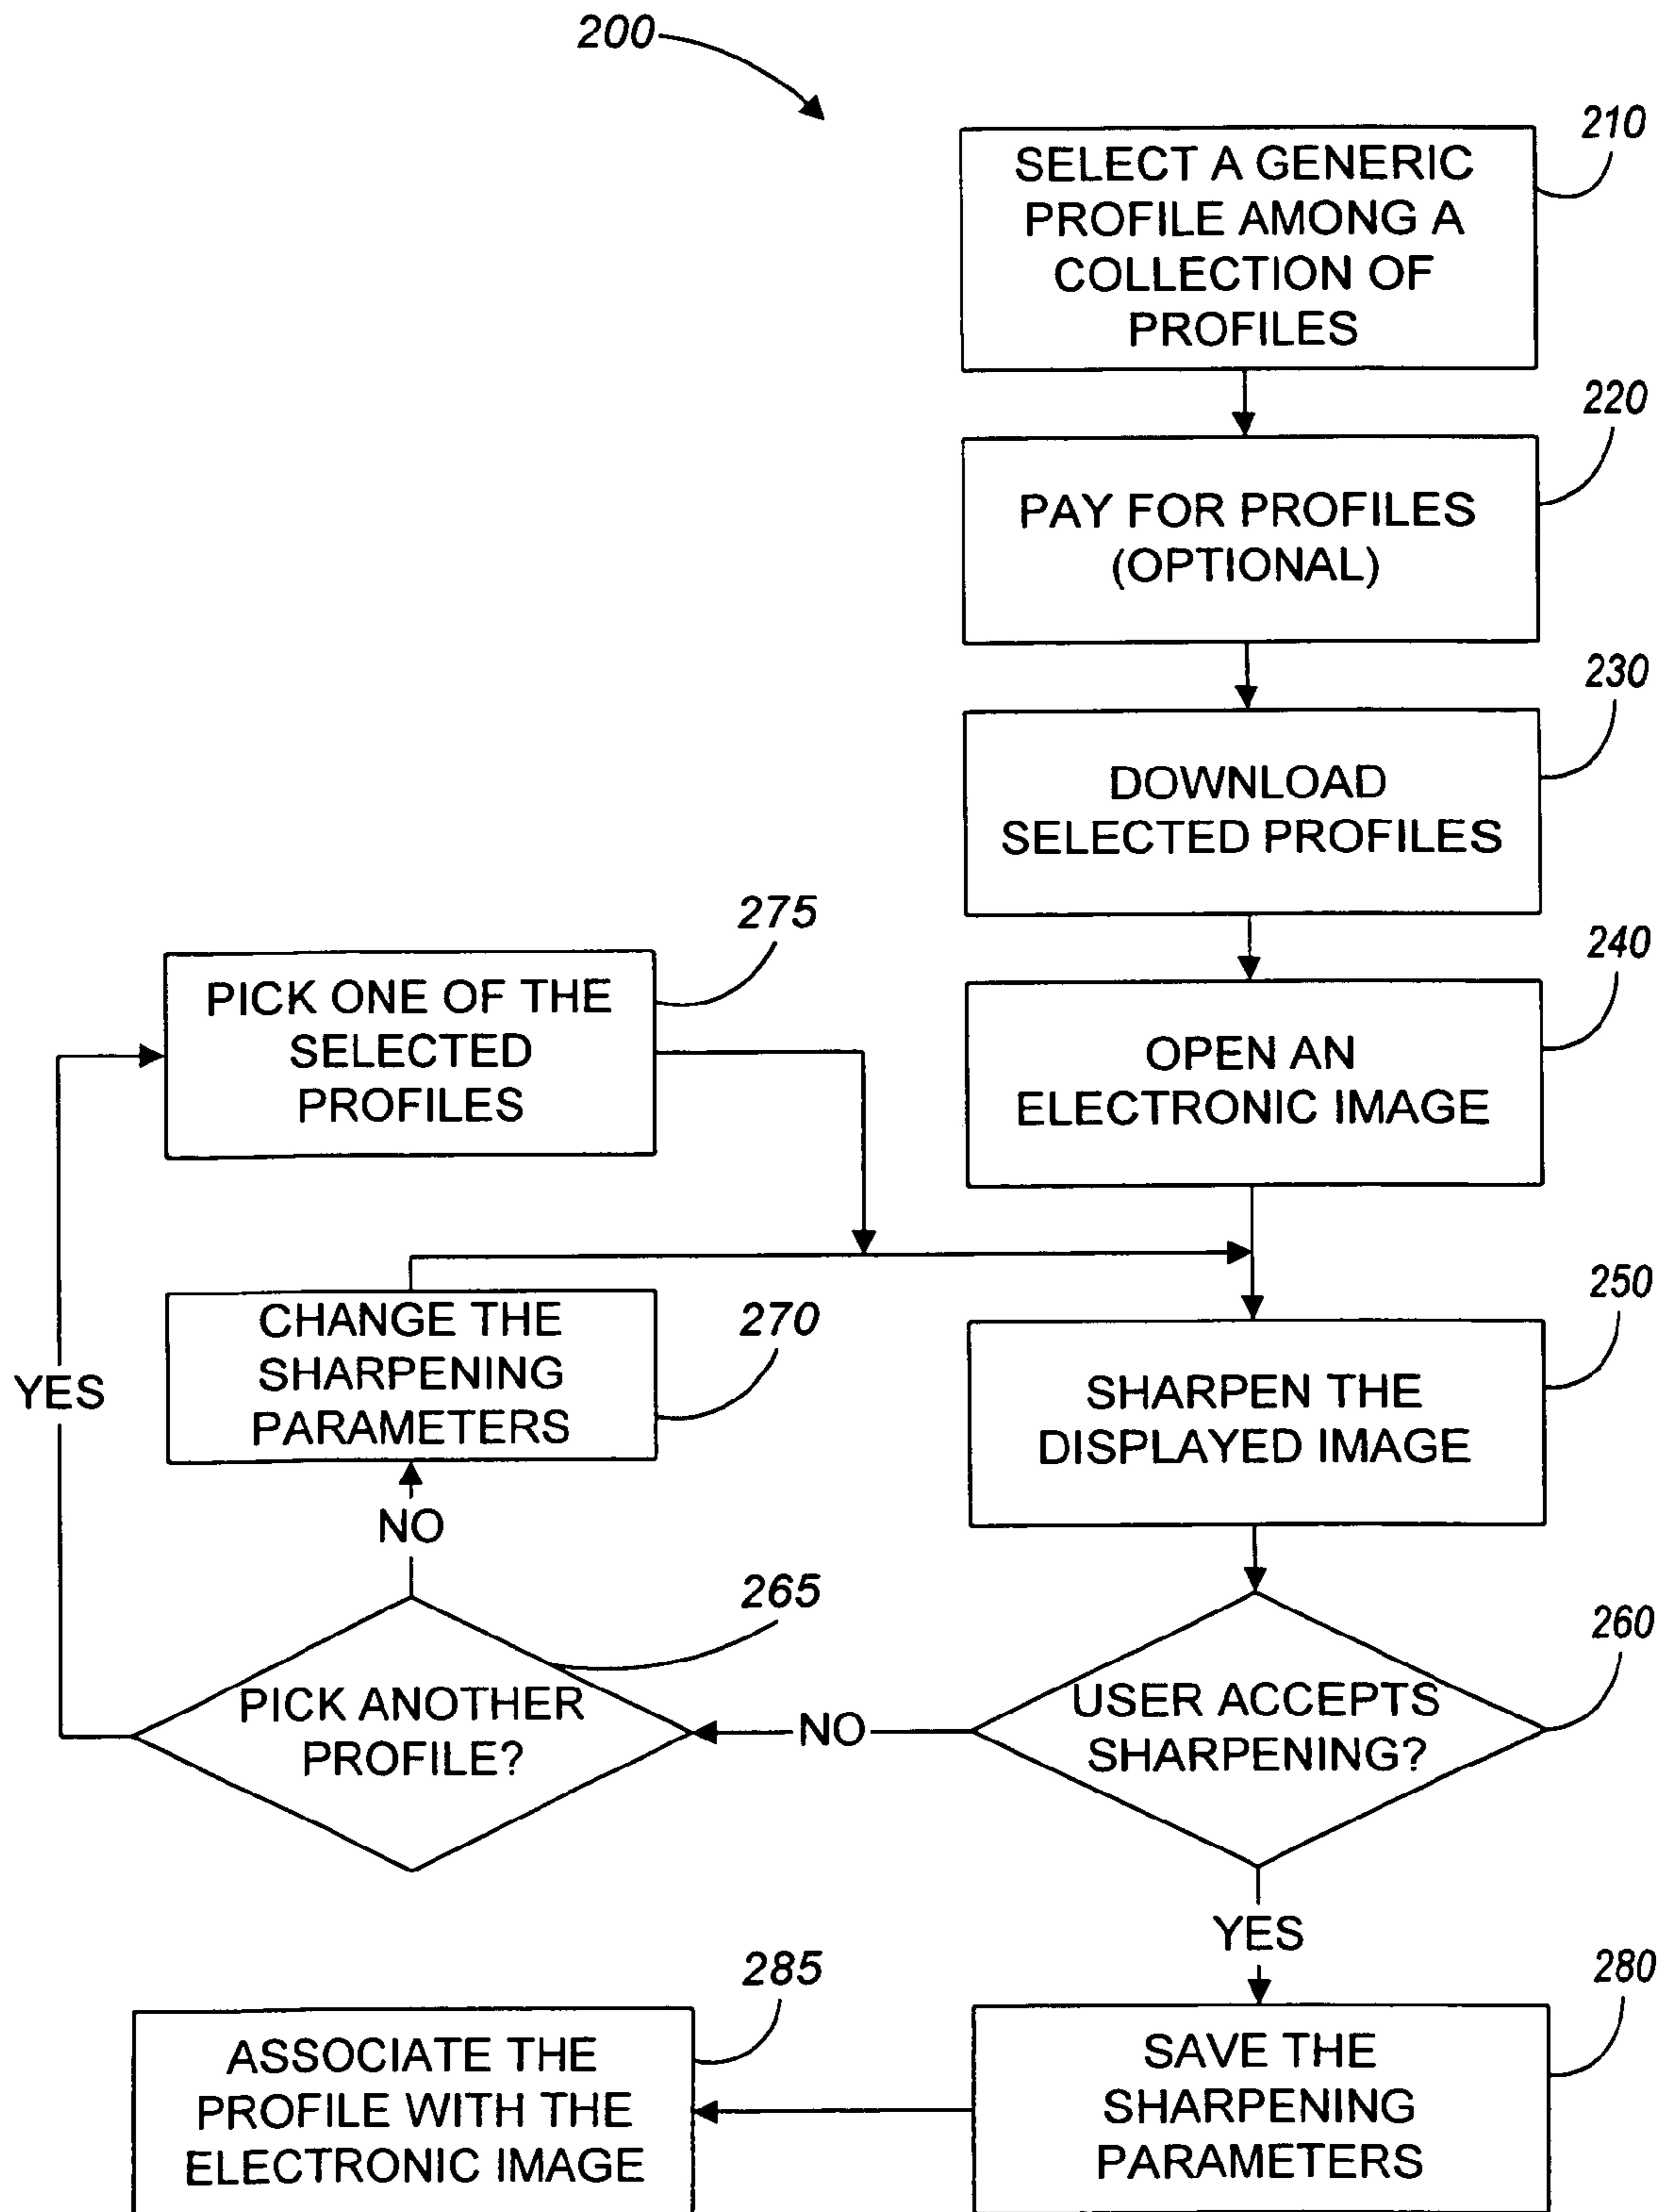 200
210
SELECT A GENERIC
PROFILE AMONG A
COLLECTION OF
PROFILES
220
PAY FOR PROFILES
(OPTIONAL)
230
DOWNLOAD
SELECTED PROFILES
275
PICK ONE OF THE
SELECTED
PROFILES
240
OPEN AN
ELECTRONIC IMAGE
270
CHANGE THE
SHARPENING
PARAMETERS
250
SHARPEN THE
DISPLAYED IMAGE
YES
NO
265
PICK ANOTHER
PROFILE?
NO
260
USER ACCEPTS
SHARPENING?
YES
285
ASSOCIATE THE
PROFILE WITH THE
ELECTRONIC IMAGE
280
SAVE THE
SHARPENING
PARAMETERS